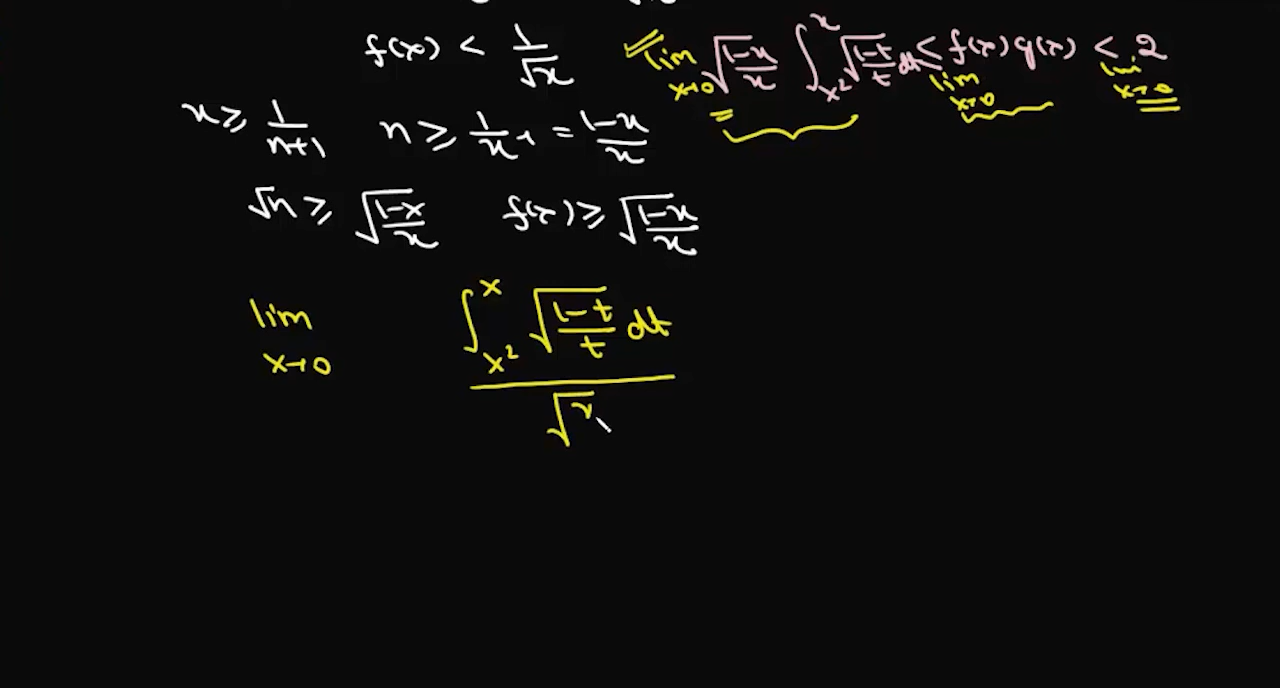 f(x) < 1/√x
lim x→0 √((1-x)/x) ∫_{x²}^{x} √((1-t)/t) dt ≤ lim x→0 f(x) g(x) < lim x→0 2
x ≥ 1/(n+1) n ≥ 1/x - 1 = (1-x)/x
√n ≥ √((1-x)/x) f(x) ≥ √((1-x)/x)
lim x→0 ∫_{x²}^{x} √((1-t)/t) dt
√